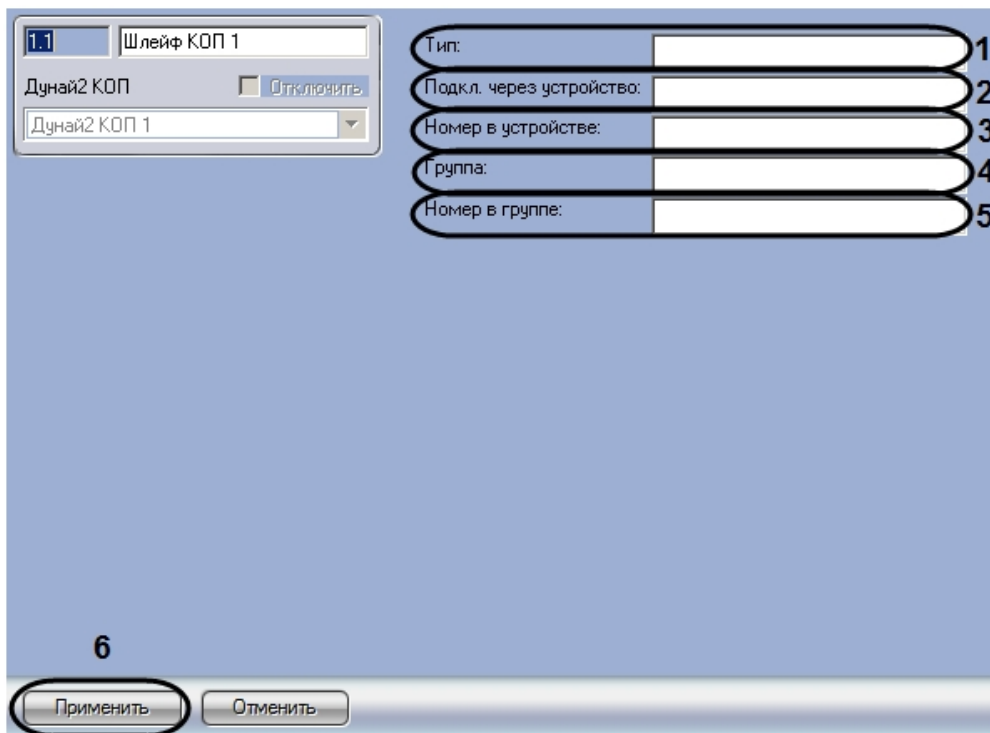 1.1 Шлейф КОП 1
Дунай2 КОП Отключить
Дунай2 КОП 1
Тип: 1
Подкл. через устройство: 2
Номер в устройстве: 3
Группа: 4
Номер в группе: 5
6
Применить Отменить